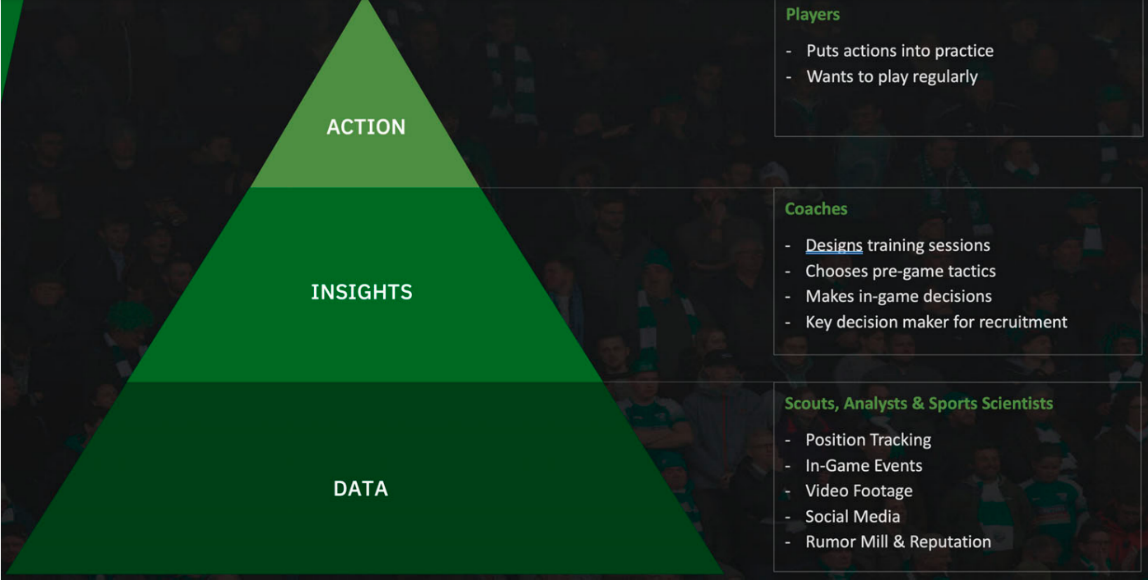 Players
- Puts actions into practice
- Wants to play regularly
ACTION
Coaches
- Designs training sessions
- Chooses pre-game tactics
- Makes in-game decisions
- Key decision maker for recruitment
INSIGHTS
Scouts, Analysts & Sports Scientists
- Position Tracking
- In-Game Events
- Video Footage
- Social Media
- Rumor Mill & Reputation
DATA